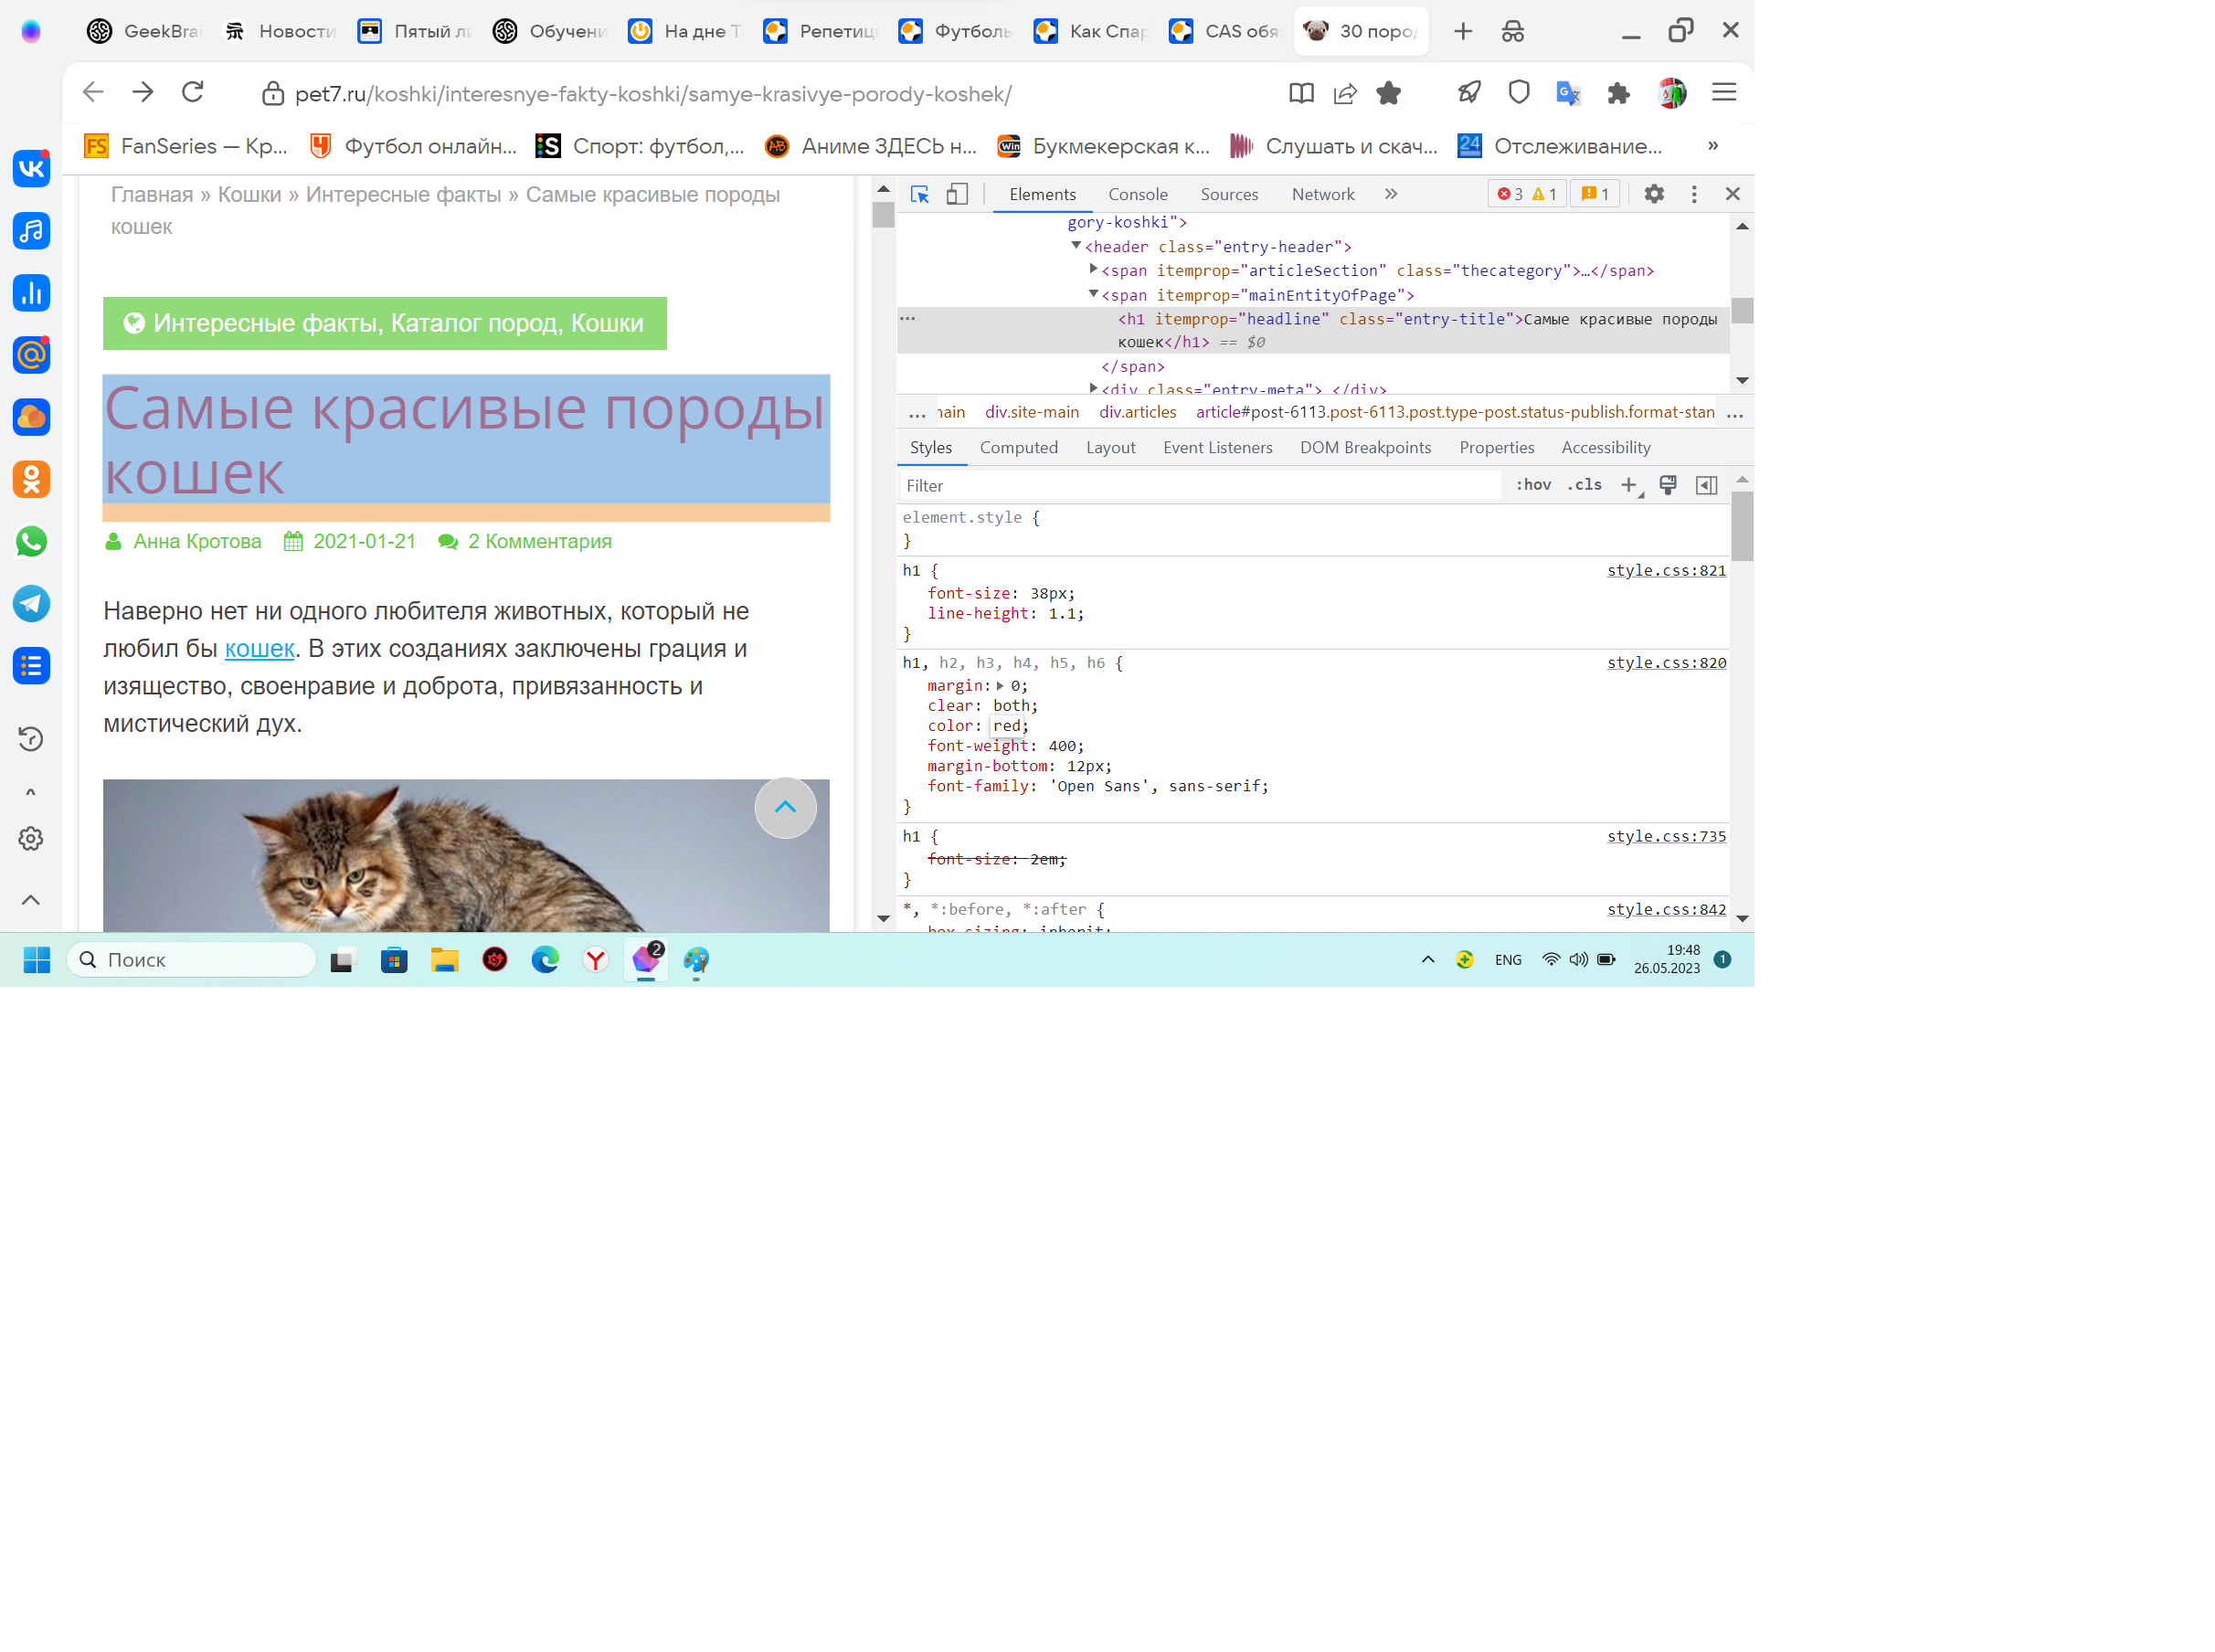 GeekBrai
Новости
Пятый ли
Обучени
На дне Т
Репетици
Футболь
Как Спар
CAS обяз
30 пород
pet7.ru/koshki/interesnye-fakty-koshki/samye-krasivye-porody-koshek/
FanSeries — Кр...
Футбол онлайн...
Спорт: футбол,...
Аниме ЗДЕСЬ н...
Букмекерская к...
Слушать и скач...
Отслеживание...
»
Главная » Кошки » Интересные факты » Самые красивые породы
кошек
Интересные факты, Каталог пород, Кошки
Самые красивые породы
кошек
Анна Кротова 2021-01-21 2 Комментария
Наверно нет ни одного любителя животных, который не
любил бы кошек. В этих созданиях заключены грация и
изящество, своенравие и доброта, привязанность и
мистический дух.
Elements Console Sources Network » 3 1 1
gory-koshki">
<header class="entry-header">
<span itemprop="articleSection" class="thecategory">…</span>
<span itemprop="mainEntityOfPage">
<h1 itemprop="headline" class="entry-title">Самые красивые породы
кошек</h1> == $0
</span>
<div class="entry-meta"> </div>
... main div.site-main div.articles article#post-6113.post-6113.post.type-post.status-publish.format-stan ...
Styles Computed Layout Event Listeners DOM Breakpoints Properties Accessibility
Filter :hov .cls
element.style {
}
h1 { style.css:821
font-size: 38px;
line-height: 1.1;
}
h1, h2, h3, h4, h5, h6 { style.css:820
margin: 0;
clear: both;
color: red;
font-weight: 400;
margin-bottom: 12px;
font-family: 'Open Sans', sans-serif;
}
h1 { style.css:735
font-size: 2em;
}
*, *:before, *:after { style.css:842
box-sizing: inherit;
Поиск
2
ENG
19:48
26.05.2023
1